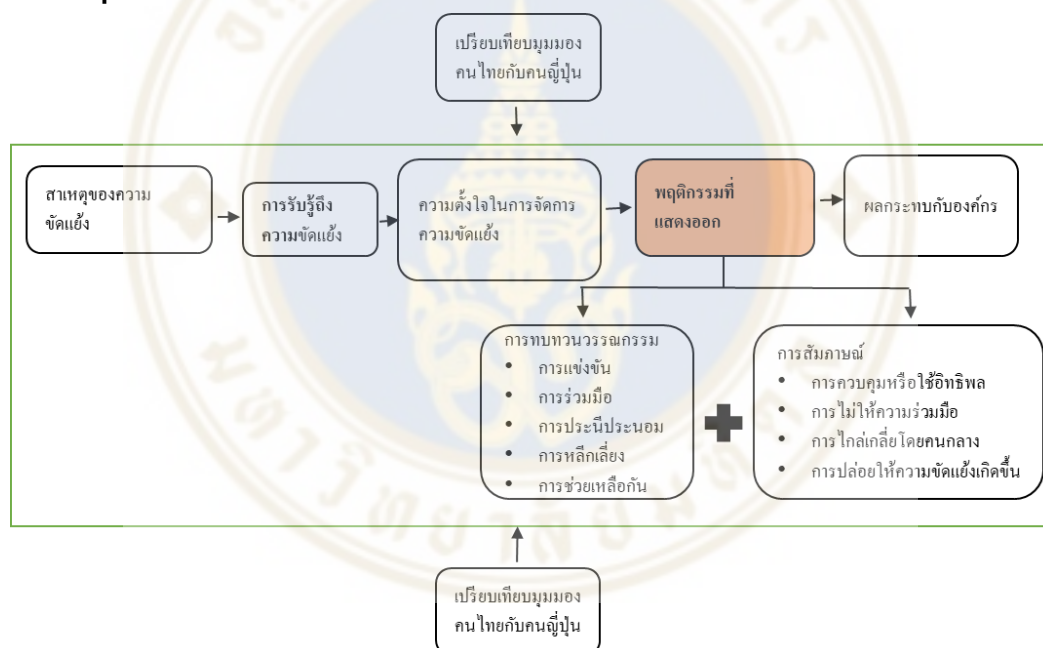 เปรียบเทียบมุมมอง
คนไทยกับคนญี่ปุ่น
สาเหตุของความ
ขัดแย้ง
การรับรู้ถึง
ความขัดแย้ง
ความตั้งใจในการจัดการ
ความขัดแย้ง
พฤติกรรมที่
แสดงออก
ผลกระทบกับองค์กร
การทบทวนวรรณกรรม
• การแข่งขัน
• การร่วมมือ
• การประนีประนอม
• การหลีกเลี่ยง
• การช่วยเหลือกัน
การสัมภาษณ์
• การควบคุมหรือใช้อิทธิพล
• การไม่ให้ความร่วมมือ
• การไกล่เกลี่ยโดยคนกลาง
• การปล่อยให้ความขัดแย้งเกิดขึ้น
เปรียบเทียบมุมมอง
คนไทยกับคนญี่ปุ่น